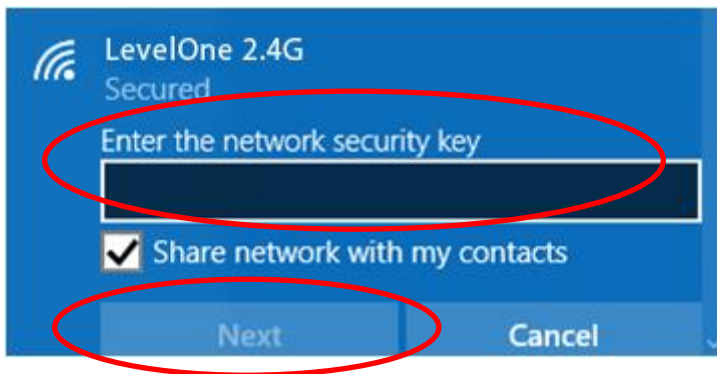 LevelOne 2.4G
Secured
Enter the network security key
Share network with my contacts
Next Cancel